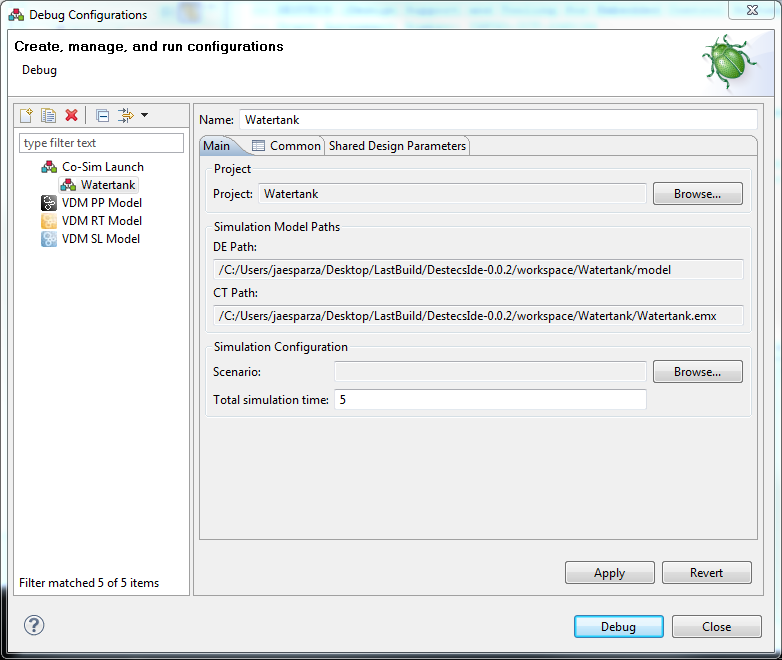 Debug Configurations
Create, manage, and run configurations
Debug
type filter text
Co-Sim Launch
Watertank
VDM PP Model
VDM RT Model
VDM SL Model
Filter matched 5 of 5 items
Name: Watertank
Main Common Shared Design Parameters
Project
Project: Watertank Browse...
Simulation Model Paths
DE Path:
/C:/Users/jaesparza/Desktop/LastBuild/DestecsIde-0.0.2/workspace/Watertank/model
CT Path:
/C:/Users/jaesparza/Desktop/LastBuild/DestecsIde-0.0.2/workspace/Watertank/Watertank.emx
Simulation Configuration
Scenario: Browse...
Total simulation time: 5
Apply Revert
? Debug Close